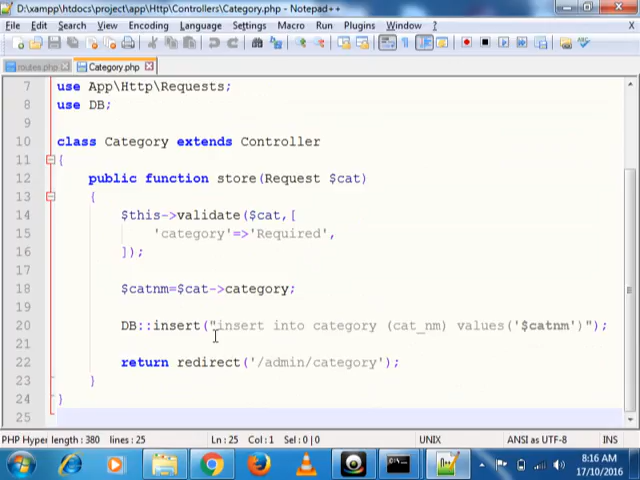 D:\xampp\htdocs\project\app\Http\Controllers\Category.php - Notepad++
File Edit Search View Encoding Language Settings Macro Run Plugins Window ?
routes.php Category.php
7 use App\Http\Requests;
8 use DB;
9
10 class Category extends Controller
11 {
12 public function store(Request $cat)
13 {
14 $this->validate($cat,[
15 'category'=>'Required',
16 ]);
17
18 $catnm=$cat->category;
19
20 DB::insert("insert into category (cat_nm) values('$catnm')");
21
22 return redirect('/admin/category');
23 }
24 }
25
PHP Hyper length : 380 lines : 25 Ln : 25 Col : 1 Sel : 0 | 0 UNIX ANSI as UTF-8 INS
8:16 AM
17/10/2016